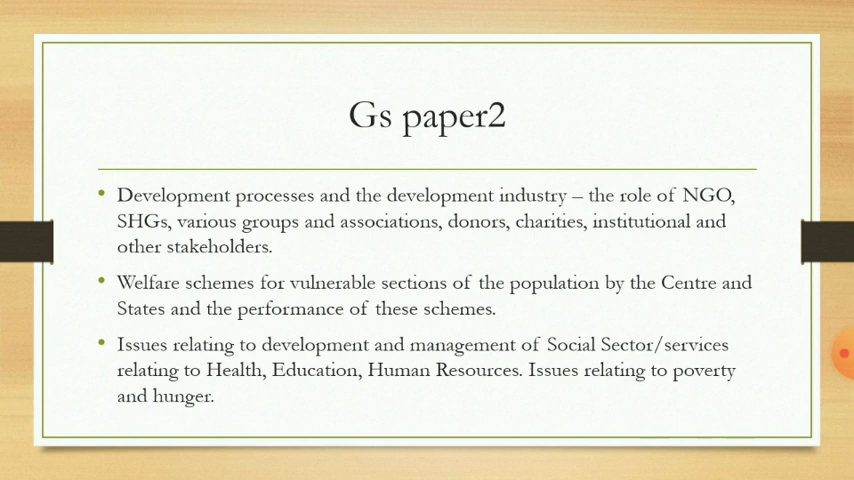 Gs paper2
• Development processes and the development industry – the role of NGO,
SHGs, various groups and associations, donors, charities, institutional and
other stakeholders.
• Welfare schemes for vulnerable sections of the population by the Centre and
States and the performance of these schemes.
• Issues relating to development and management of Social Sector/services
relating to Health, Education, Human Resources. Issues relating to poverty
and hunger.